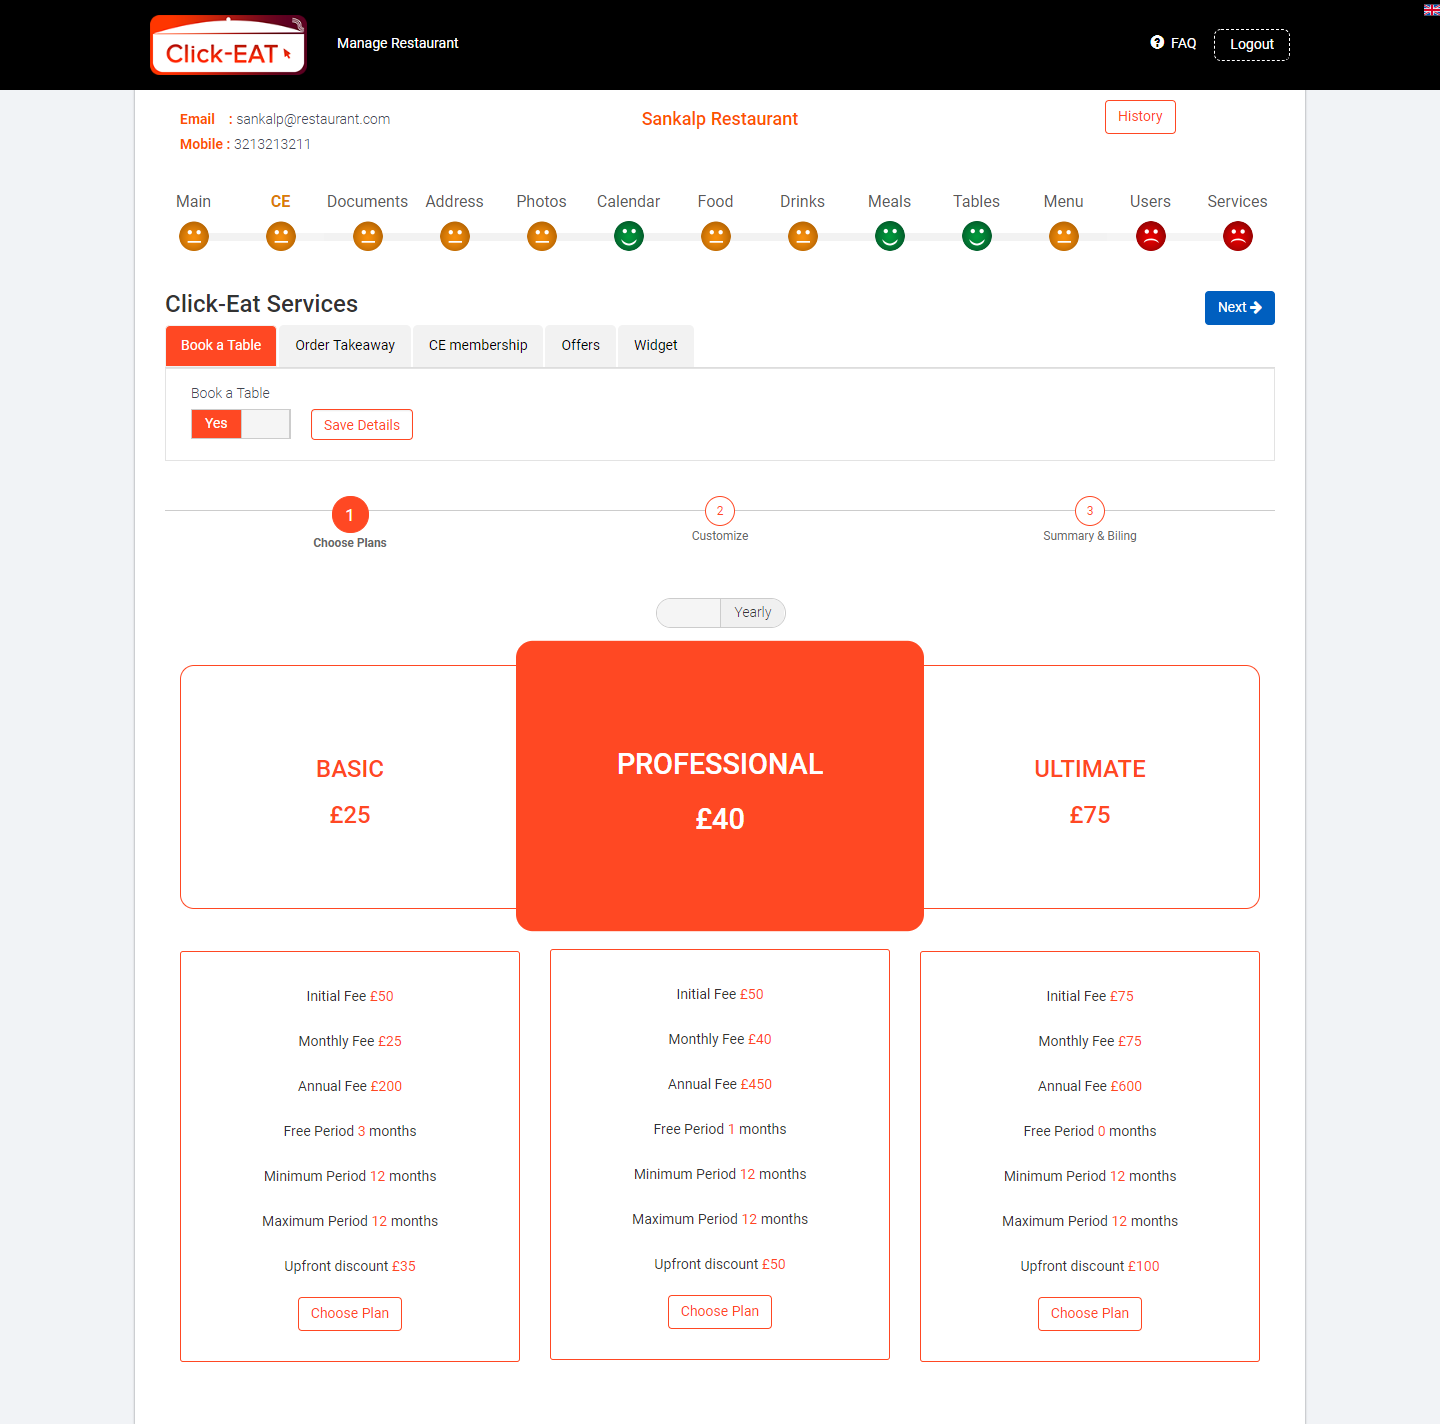 Click-EAT
Manage Restaurant
FAQ
Logout
Email : sankalp@restaurant.com
Sankalp Restaurant
History
Mobile : 3213213211
Main CE Documents Address Photos Calendar Food Drinks Meals Tables Menu Users Services
Click-Eat Services
Next
Book a Table Order Takeaway CE membership Offers Widget
Book a Table
Yes
Save Details
1 2 3
Choose Plans Customize Summary & Biling
Yearly
BASIC
£25
PROFESSIONAL
£40
ULTIMATE
£75
Initial Fee £50
Monthly Fee £25
Annual Fee £200
Free Period 3 months
Minimum Period 12 months
Maximum Period 12 months
Upfront discount £35
Choose Plan
Initial Fee £50
Monthly Fee £40
Annual Fee £450
Free Period 1 months
Minimum Period 12 months
Maximum Period 12 months
Upfront discount £50
Choose Plan
Initial Fee £75
Monthly Fee £75
Annual Fee £600
Free Period 0 months
Minimum Period 12 months
Maximum Period 12 months
Upfront discount £100
Choose Plan